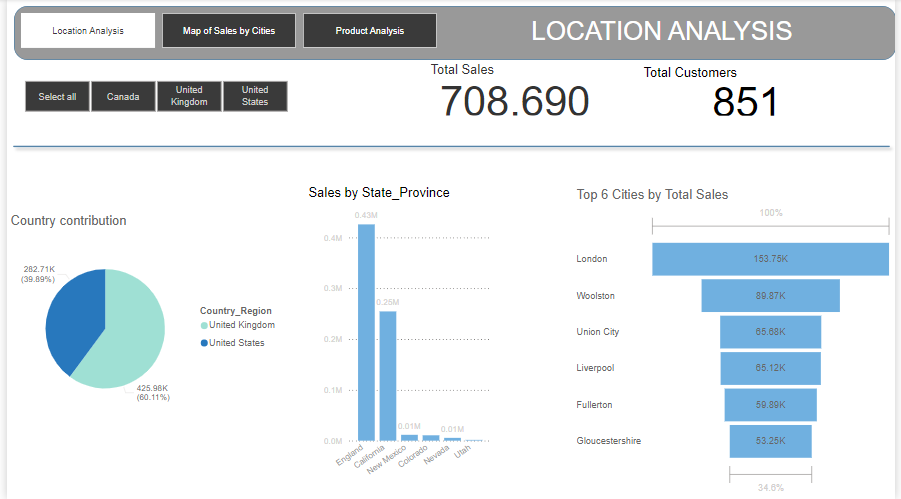 Location Analysis
Map of Sales by Cities
Product Analysis
LOCATION ANALYSIS
Select all
Canada
United
Kingdom
United
States
Total Sales
708.690
Total Customers
851
Country contribution
282.71K
(39.89%)
425.98K
(60.11%)
Country_Region
United Kingdom
United States
Sales by State_Province
0.43M
0.4M
0.3M
0.25M
0.2M
0.1M
0.01M
0.01M
0.0M
England
California
New Mexico
Colorado
Nevada
Utah
Top 6 Cities by Total Sales
100%
London
153.75K
Woolston
89.87K
Union City
66.68K
Liverpool
65.12K
Fullerton
59.89K
Gloucestershire
53.25K
34.6%